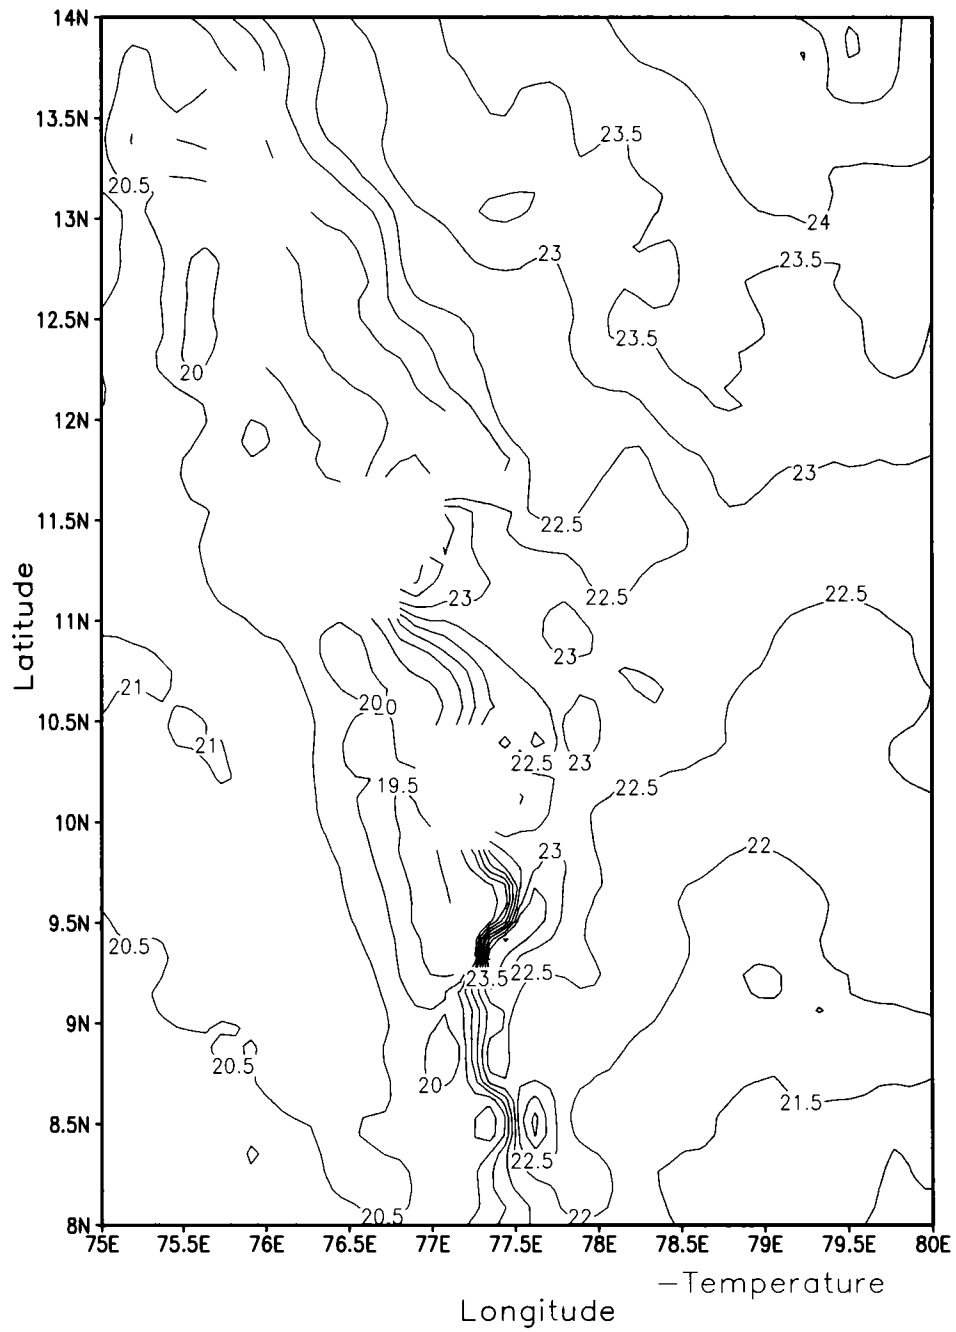 14N
13.5N
23.5
20.5
13N
24
23
23.5
12.5N
23.5
20
12N
23
11.5N
22.5
Latitude
23
22.5
22.5
11N
23
21
20
10.5N
21
22.5
23
19.5
22.5
10N
23
22
9.5N
20.5
23.5
22.5
9N
20.5
20
21.5
8.5N
22.5
20.5
22
8N
75E 75.5E 76E 76.5E 77E 77.5E 78E 78.5E 79E 79.5E 80E
—Temperature
Longitude